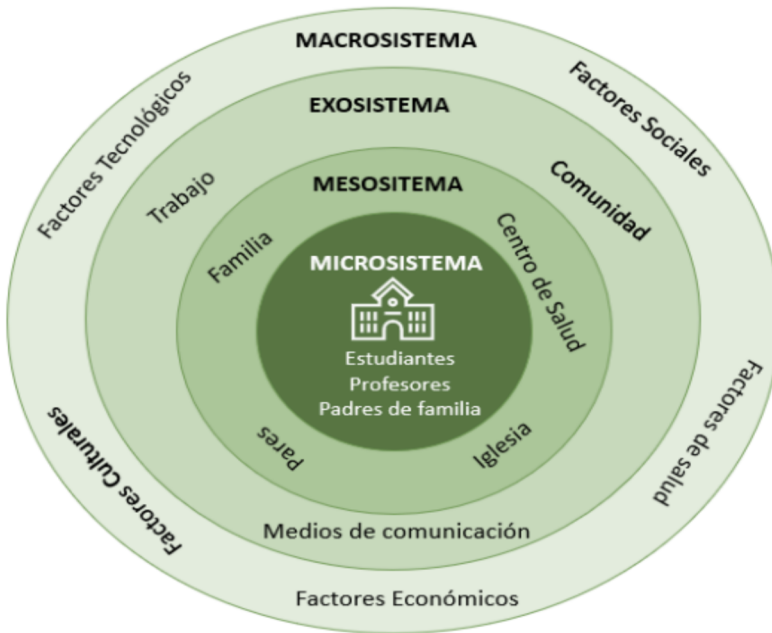 MACROSISTEMA
Factores Tecnológicos
Factores Sociales
EXOSISTEMA
Trabajo
Comunidad
MESOSITEMA
Familia
Centro de Salud
MICROSISTEMA
Estudiantes
Profesores
Padres de familia
Pares
Iglesia
Factores Culturales
Factores de salud
Medios de comunicación
Factores Económicos